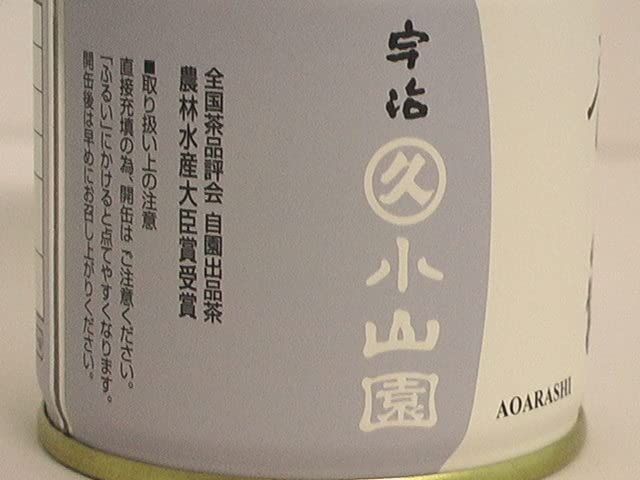 宇治
久
小山園
全国茶品評会 自園出品茶
農林水産大臣賞受賞
■取り扱い上の注意
直接充填の為、開缶は ご注意ください。
「ふるい」にかけると点てやすくなります。
開缶後は早めにお召し上がりください。
AOARASHI